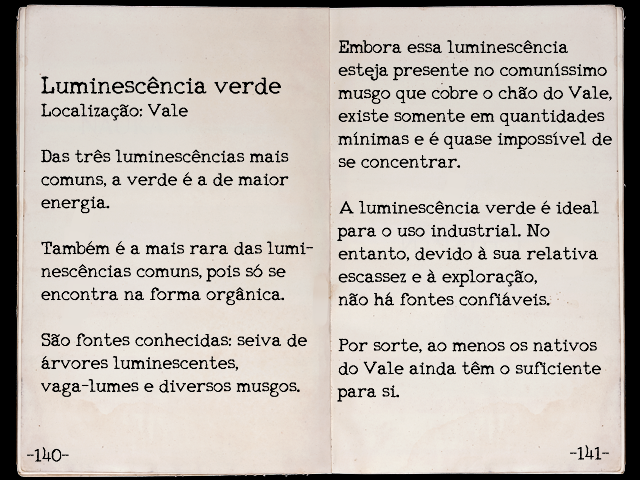 Luminescência verde
Localização: Vale
Das três luminescências mais
comuns, a verde é a de maior
energia.
Também é a mais rara das lumi-
nescências comuns, pois só se
encontra na forma orgânica.
São fontes conhecidas: seiva de
árvores luminescentes,
vaga-lumes e diversos musgos.
-140-
Embora essa luminescência
esteja presente no comuníssimo
musgo que cobre o chão do Vale,
existe somente em quantidades
mínimas e é quase impossível de
se concentrar.
A luminescência verde é ideal
para o uso industrial. No
entanto, devido à sua relativa
escassez e à exploração,
não há fontes confiáveis.
Por sorte, ao menos os nativos
do Vale ainda têm o suficiente
para si.
-141-